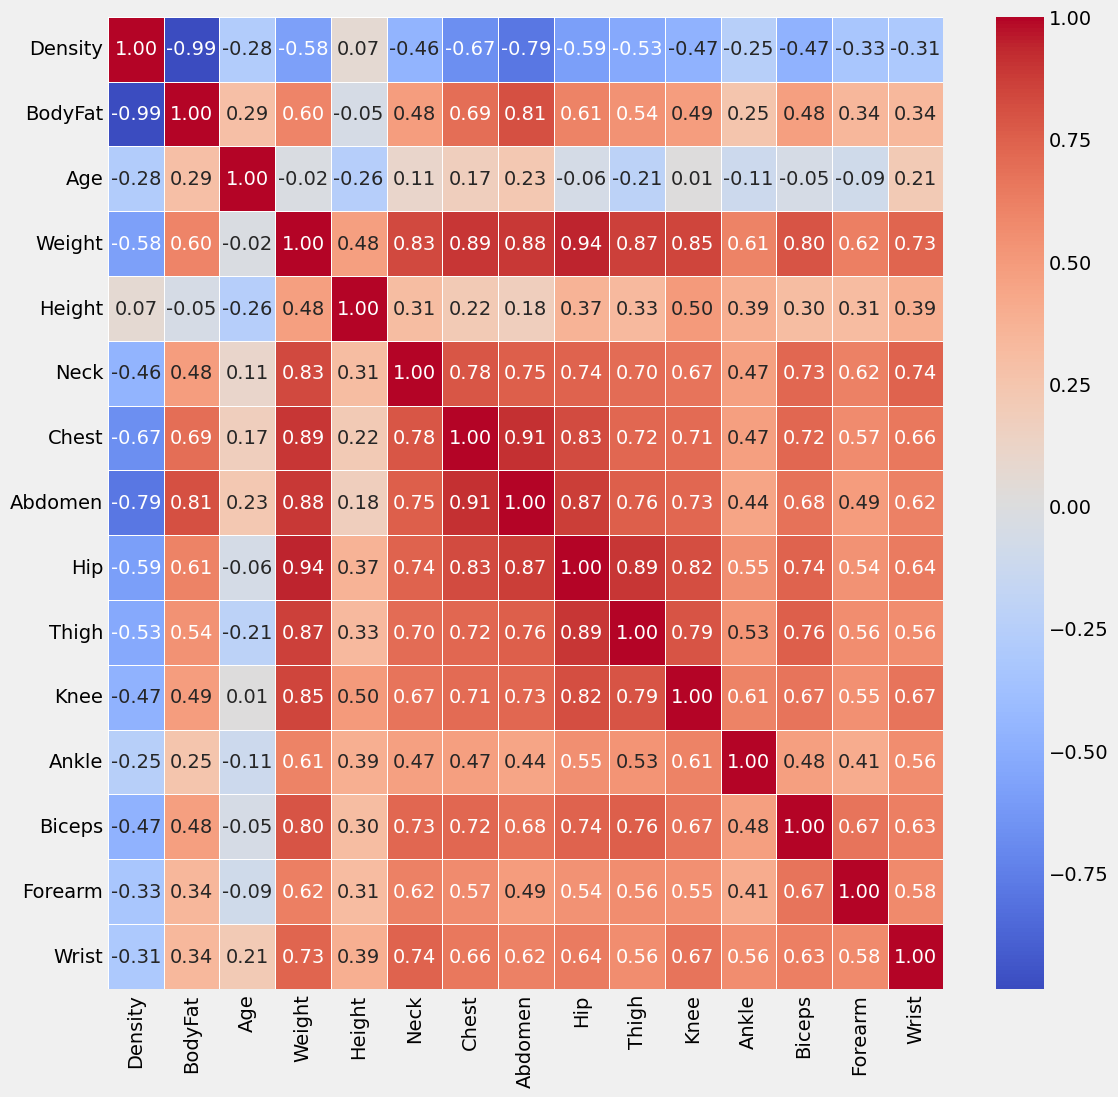 Density 1.00 -0.99 -0.28 -0.58 0.07 -0.46 -0.67 -0.79 -0.59 -0.53 -0.47 -0.25 -0.47 -0.33 -0.31
BodyFat -0.99 1.00 0.29 0.60 -0.05 0.48 0.69 0.81 0.61 0.54 0.49 0.25 0.48 0.34 0.34
Age -0.28 0.29 1.00 -0.02 -0.26 0.11 0.17 0.23 -0.06 -0.21 0.01 -0.11 -0.05 -0.09 0.21
Weight -0.58 0.60 -0.02 1.00 0.48 0.83 0.89 0.88 0.94 0.87 0.85 0.61 0.80 0.62 0.73
Height 0.07 -0.05 -0.26 0.48 1.00 0.31 0.22 0.18 0.37 0.33 0.50 0.39 0.30 0.31 0.39
Neck -0.46 0.48 0.11 0.83 0.31 1.00 0.78 0.75 0.74 0.70 0.67 0.47 0.73 0.62 0.74
Chest -0.67 0.69 0.17 0.89 0.22 0.78 1.00 0.91 0.83 0.72 0.71 0.47 0.72 0.57 0.66
Abdomen -0.79 0.81 0.23 0.88 0.18 0.75 0.91 1.00 0.87 0.76 0.73 0.44 0.68 0.49 0.62
Hip -0.59 0.61 -0.06 0.94 0.37 0.74 0.83 0.87 1.00 0.89 0.82 0.55 0.74 0.54 0.64
Thigh -0.53 0.54 -0.21 0.87 0.33 0.70 0.72 0.76 0.89 1.00 0.79 0.53 0.76 0.56 0.56
Knee -0.47 0.49 0.01 0.85 0.50 0.67 0.71 0.73 0.82 0.79 1.00 0.61 0.67 0.55 0.67
Ankle -0.25 0.25 -0.11 0.61 0.39 0.47 0.47 0.44 0.55 0.53 0.61 1.00 0.48 0.41 0.56
Biceps -0.47 0.48 -0.05 0.80 0.30 0.73 0.72 0.68 0.74 0.76 0.67 0.48 1.00 0.67 0.63
Forearm -0.33 0.34 -0.09 0.62 0.31 0.62 0.57 0.49 0.54 0.56 0.55 0.41 0.67 1.00 0.58
Wrist -0.31 0.34 0.21 0.73 0.39 0.74 0.66 0.62 0.64 0.56 0.67 0.56 0.63 0.58 1.00
Density BodyFat Age Weight Height Neck Chest Abdomen Hip Thigh Knee Ankle Biceps Forearm Wrist
1.00
0.75
0.50
0.25
0.00
−0.25
−0.50
−0.75